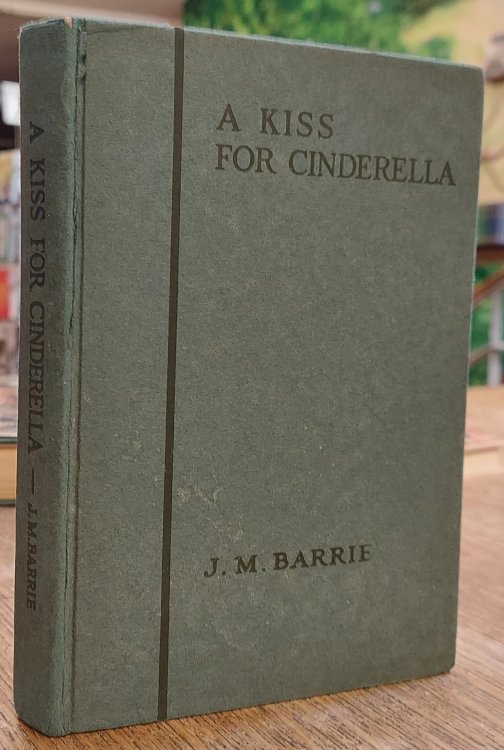 A KISS FOR CINDERELLA — J.M.BARRIE
A KISS
FOR CINDERELLA
J. M. BARRIE